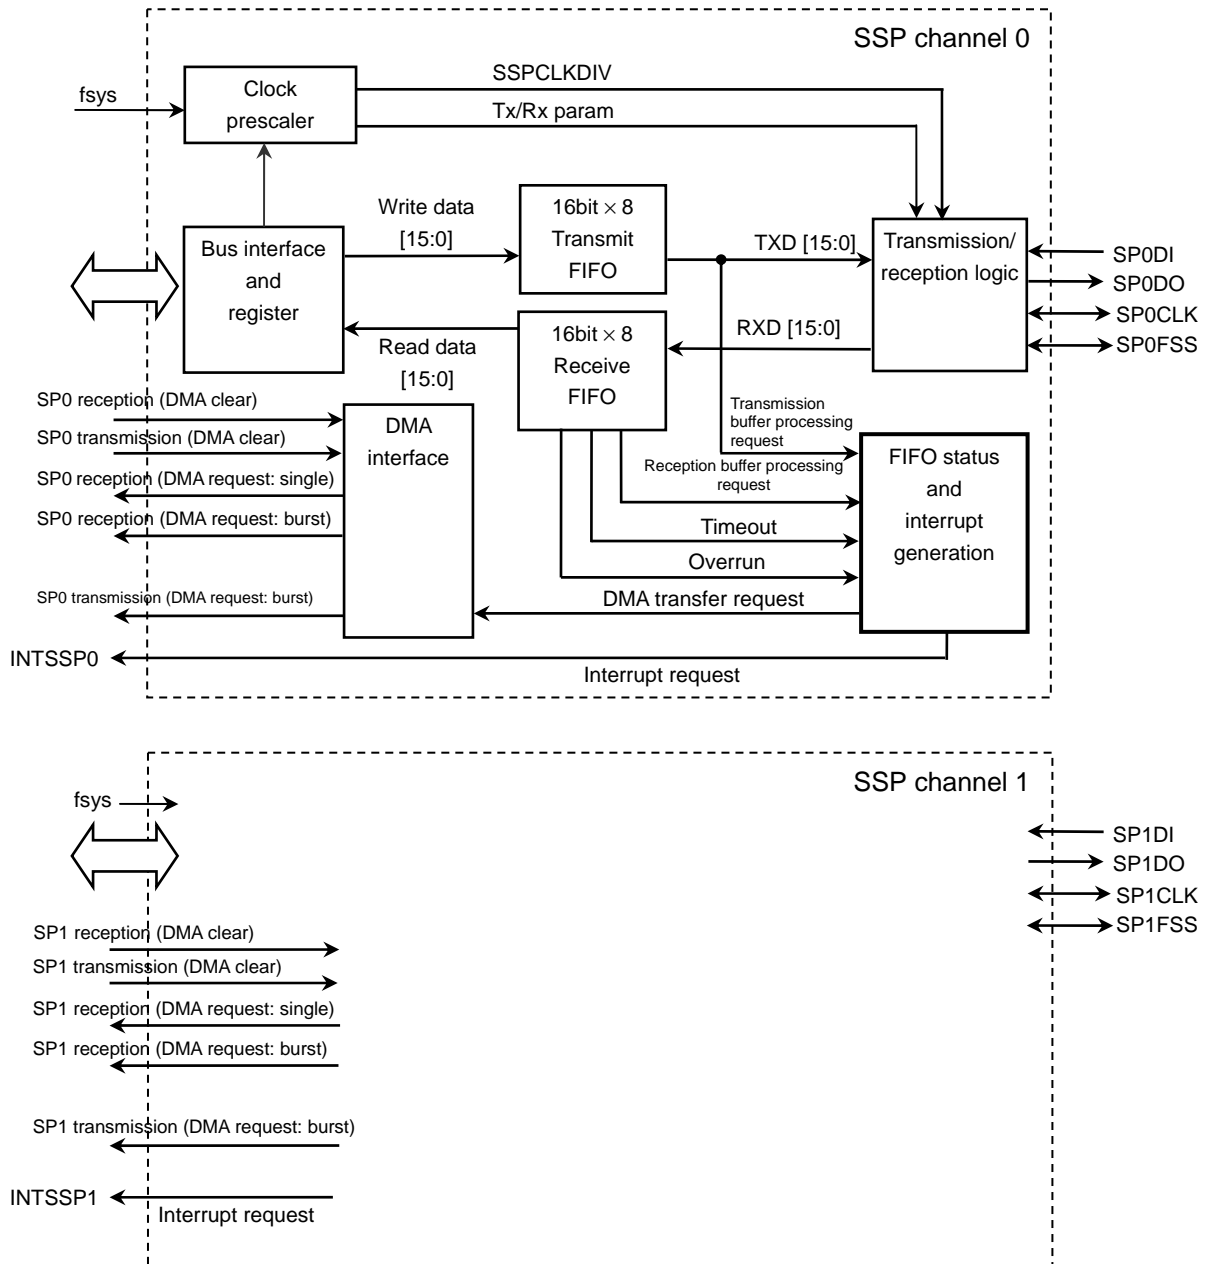 SSP channel 0
SSPCLKDIV
fsys
Clock
prescaler
Tx/Rx param
Write data
[15:0]
16bit × 8
Transmit
FIFO
Bus interface
and
register
TXD [15:0]
Transmission/
reception logic
SP0DI
SP0DO
SP0CLK
SP0FSS
Read data
[15:0]
16bit × 8
Receive
FIFO
RXD [15:0]
SP0 reception (DMA clear)
SP0 transmission (DMA clear)
SP0 reception (DMA request: single)
SP0 reception (DMA request: burst)
SP0 transmission (DMA request: burst)
DMA
interface
Transmission
buffer processing
request
Reception buffer processing
request
Timeout
Overrun
DMA transfer request
FIFO status
and
interrupt
generation
INTSSP0
Interrupt request
SSP channel 1
fsys
SP1DI
SP1DO
SP1CLK
SP1FSS
SP1 reception (DMA clear)
SP1 transmission (DMA clear)
SP1 reception (DMA request: single)
SP1 reception (DMA request: burst)
SP1 transmission (DMA request: burst)
INTSSP1
Interrupt request